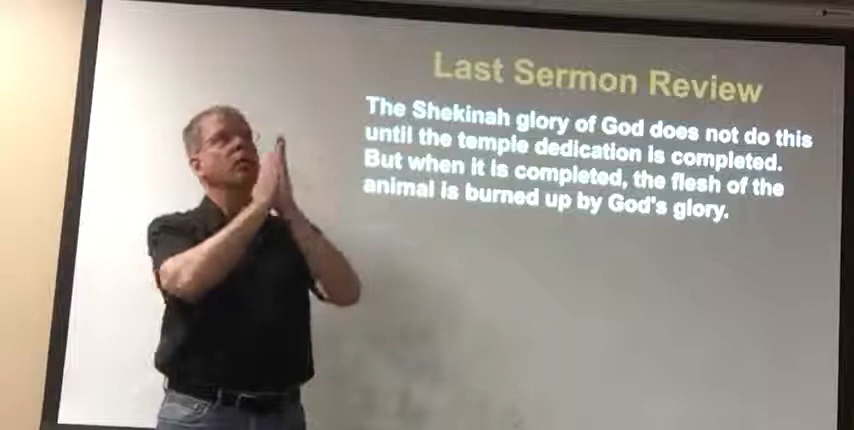 Last Sermon Review
The Shekinah glory of God does not do this
until the temple dedication is completed.
But when it is completed, the flesh of the
animal is burned up by God's glory.